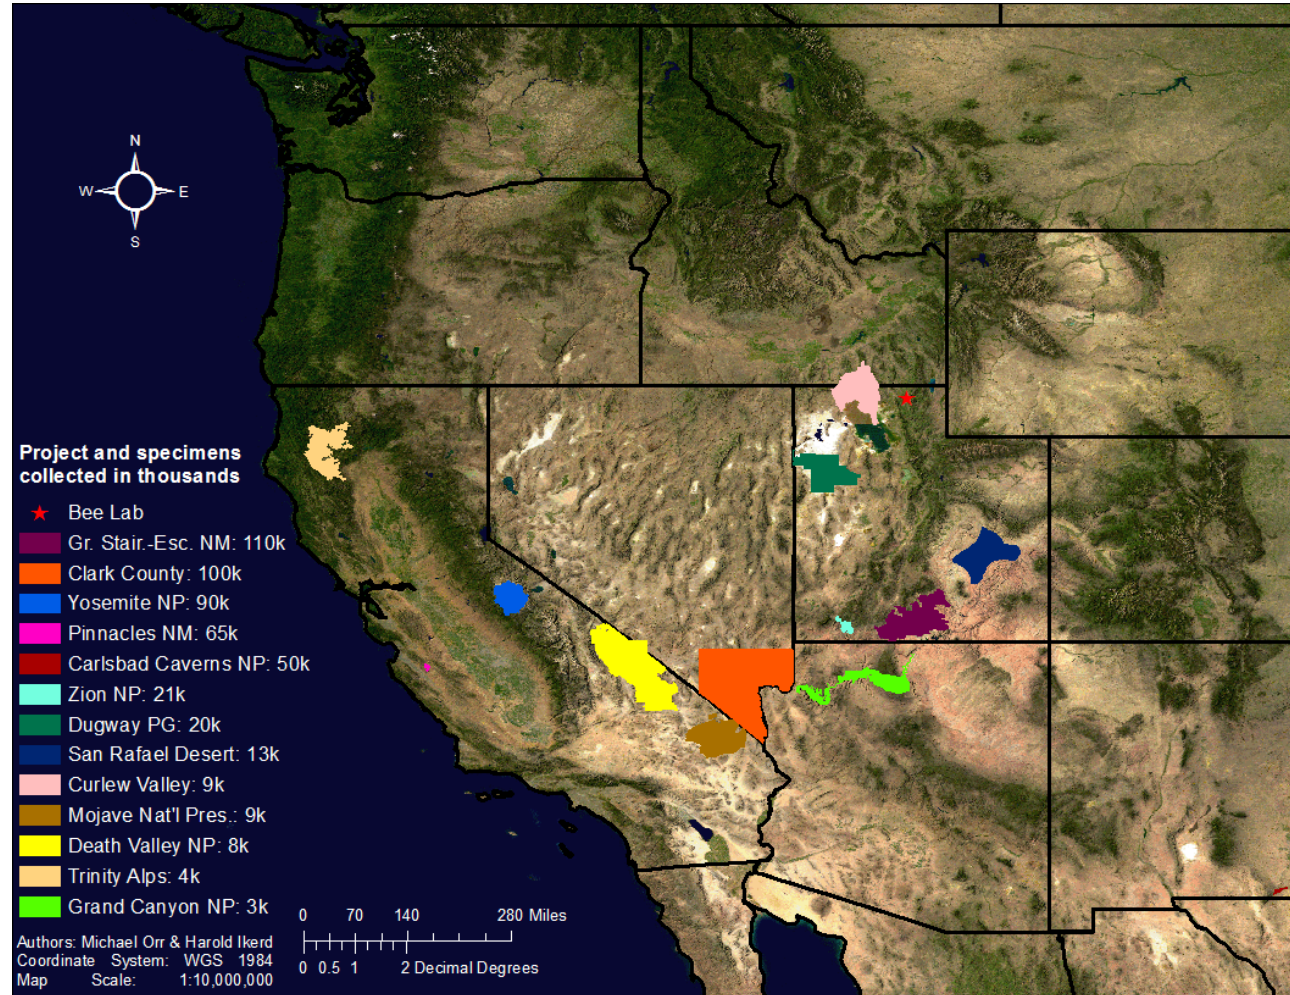 N
W E
S
Project and specimens
collected in thousands
Bee Lab
Gr. Stair.-Esc. NM: 110k
Clark County: 100k
Yosemite NP: 90k
Pinnacles NM: 65k
Carlsbad Caverns NP: 50k
Zion NP: 21k
Dugway PG: 20k
San Rafael Desert: 13k
Curlew Valley: 9k
Mojave Nat'l Pres.: 9k
Death Valley NP: 8k
Trinity Alps: 4k
Grand Canyon NP: 3k
0 70 140 280 Miles
0 0.5 1 2 Decimal Degrees
Authors: Michael Orr & Harold Ikerd
Coordinate System: WGS 1984
Map Scale: 1:10,000,000